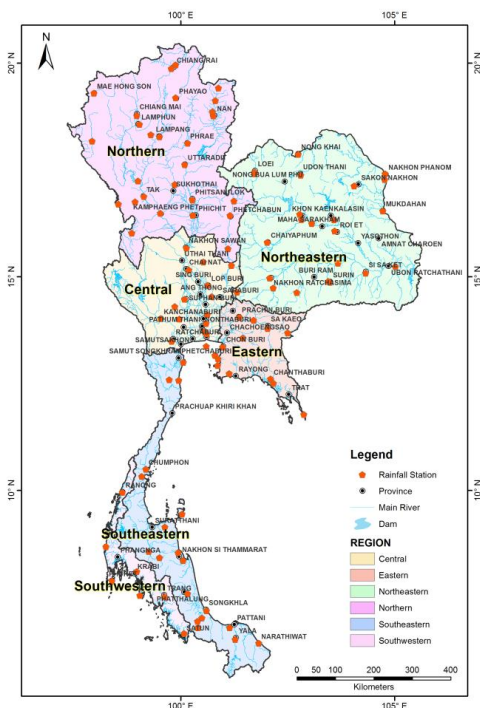 100° E
105° E
N
20° N
20° N
CHIANG RAI
MAE HONG SON
PHAYAO
CHIANG MAI
NAN
LAMPHUN
LAMPANG
PHRAE
Northern
UTTARADIT
NONG KHAI
LOEI
UDON THANI
NONG BUA LUM PHU
NAKHON PHANOM
SAKON NAKHON
SUKHOTHAI
TAK
PHITSANULOK
KAMPHAENG PHET
PHICHIT
PHETCHABUN
KHON KAEN
KALASIN
MUKDAHAN
MAHA SARAKHAM
ROI ET
YASOTHON
AMNAT CHAROEN
CHAIYAPHUM
NAKHON SAWAN
UTHAI THANI
CHAI NAT
Northeastern
SI SAKET
UBON RATCHATHANI
BURI RAM
SURIN
NAKHON RATCHASIMA
15° N
15° N
SING BURI
LOP BURI
Central
ANG THONG
SARABURI
SUPHANBURI
KANCHANABURI
PRACHIN BURI
PATHUM THANI
NONTHABURI
SA KAEO
RATCHABURI
CHACHOENGSAO
SAMUTSAKHON
CHON BURI
SAMUT SONGKHRAM
PHETCHABURI
Eastern
RAYONG
CHANTHABURI
TRAT
PRACHUAP KHIRI KHAN
CHUMPHON
10° N
10° N
RANONG
SURAT THANI
Southeastern
PHANGNGA
NAKHON SI THAMMARAT
KRABI
Southwestern
TRANG
PHATTHALUNG
SONGKHLA
PATTANI
SATUN
YALA
NARATHIWAT
Legend
Rainfall Station
Province
Main River
Dam
REGION
Central
Eastern
Northeastern
Northern
Southeastern
Southwestern
0 50 100 200 300 400
Kilometers
100° E
105° E